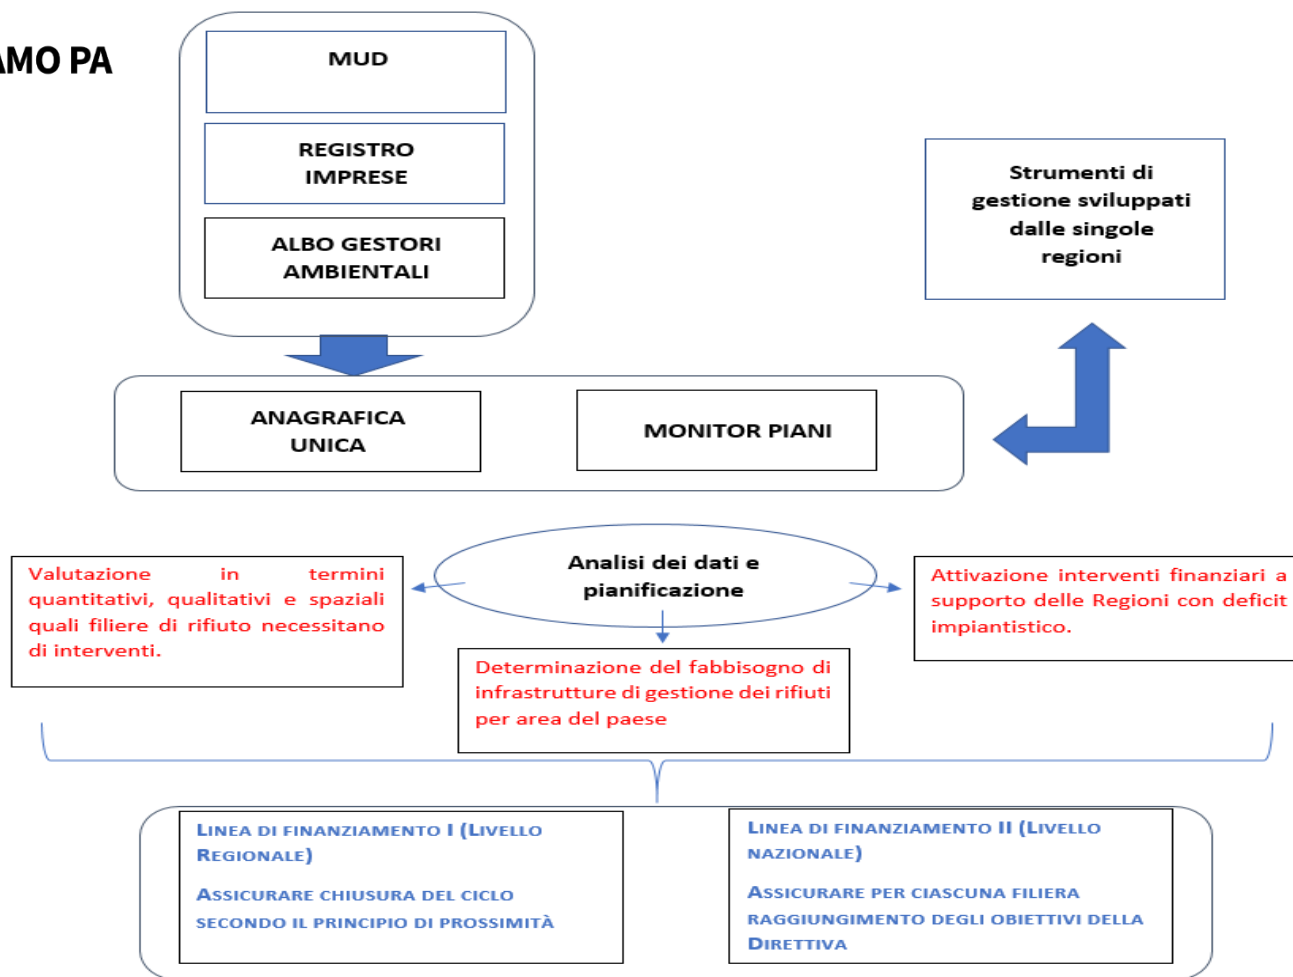 AMO PA
MUD
REGISTRO
IMPRESE
ALBO GESTORI
AMBIENTALI
Strumenti di
gestione sviluppati
dalle singole
regioni
ANAGRAFICA
UNICA
MONITOR PIANI
Analisi dei dati e
pianificazione
Valutazione in termini
quantitativi, qualitativi e spaziali
quali filiere di rifiuto necessitano
di interventi.
Determinazione del fabbisogno di
infrastrutture di gestione dei rifiuti
per area del paese
Attivazione interventi finanziari a
supporto delle Regioni con deficit
impiantistico.
LINEA DI FINANZIAMENTO I (LIVELLO
REGIONALE)
ASSICURARE CHIUSURA DEL CICLO
SECONDO IL PRINCIPIO DI PROSSIMITÀ
LINEA DI FINANZIAMENTO II (LIVELLO
NAZIONALE)
ASSICURARE PER CIASCUNA FILIERA
RAGGIUNGIMENTO DEGLI OBIETTIVI DELLA
DIRETTIVA